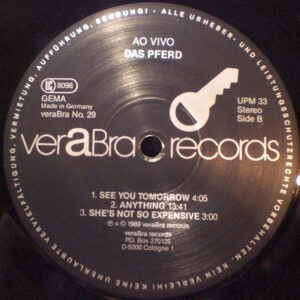 AO VIVO
DAS PFERD
LC 8098
GEMA
Made in Germany
veraBra No. 29
UPM 33
Stereo
Side B
veraBra records
1. SEE YOU TOMORROW 4:05
2. ANYTHING 13:41
3. SHE'S NOT SO EXPENSIVE 3:00
℗ + © 1989 veraBra records
veraBra records
P.O. Box 270126
D-5000 Cologne 1
ALLE URHEBER- UND LEISTUNGSSCHUTZRECHTE VORBEHALTEN - KEIN VERLEIH! KEINE UNERLAUBTE VERVIELFÄLTIGUNG, VERMIETUNG, AUFFÜHRUNG, SENDUNG! -